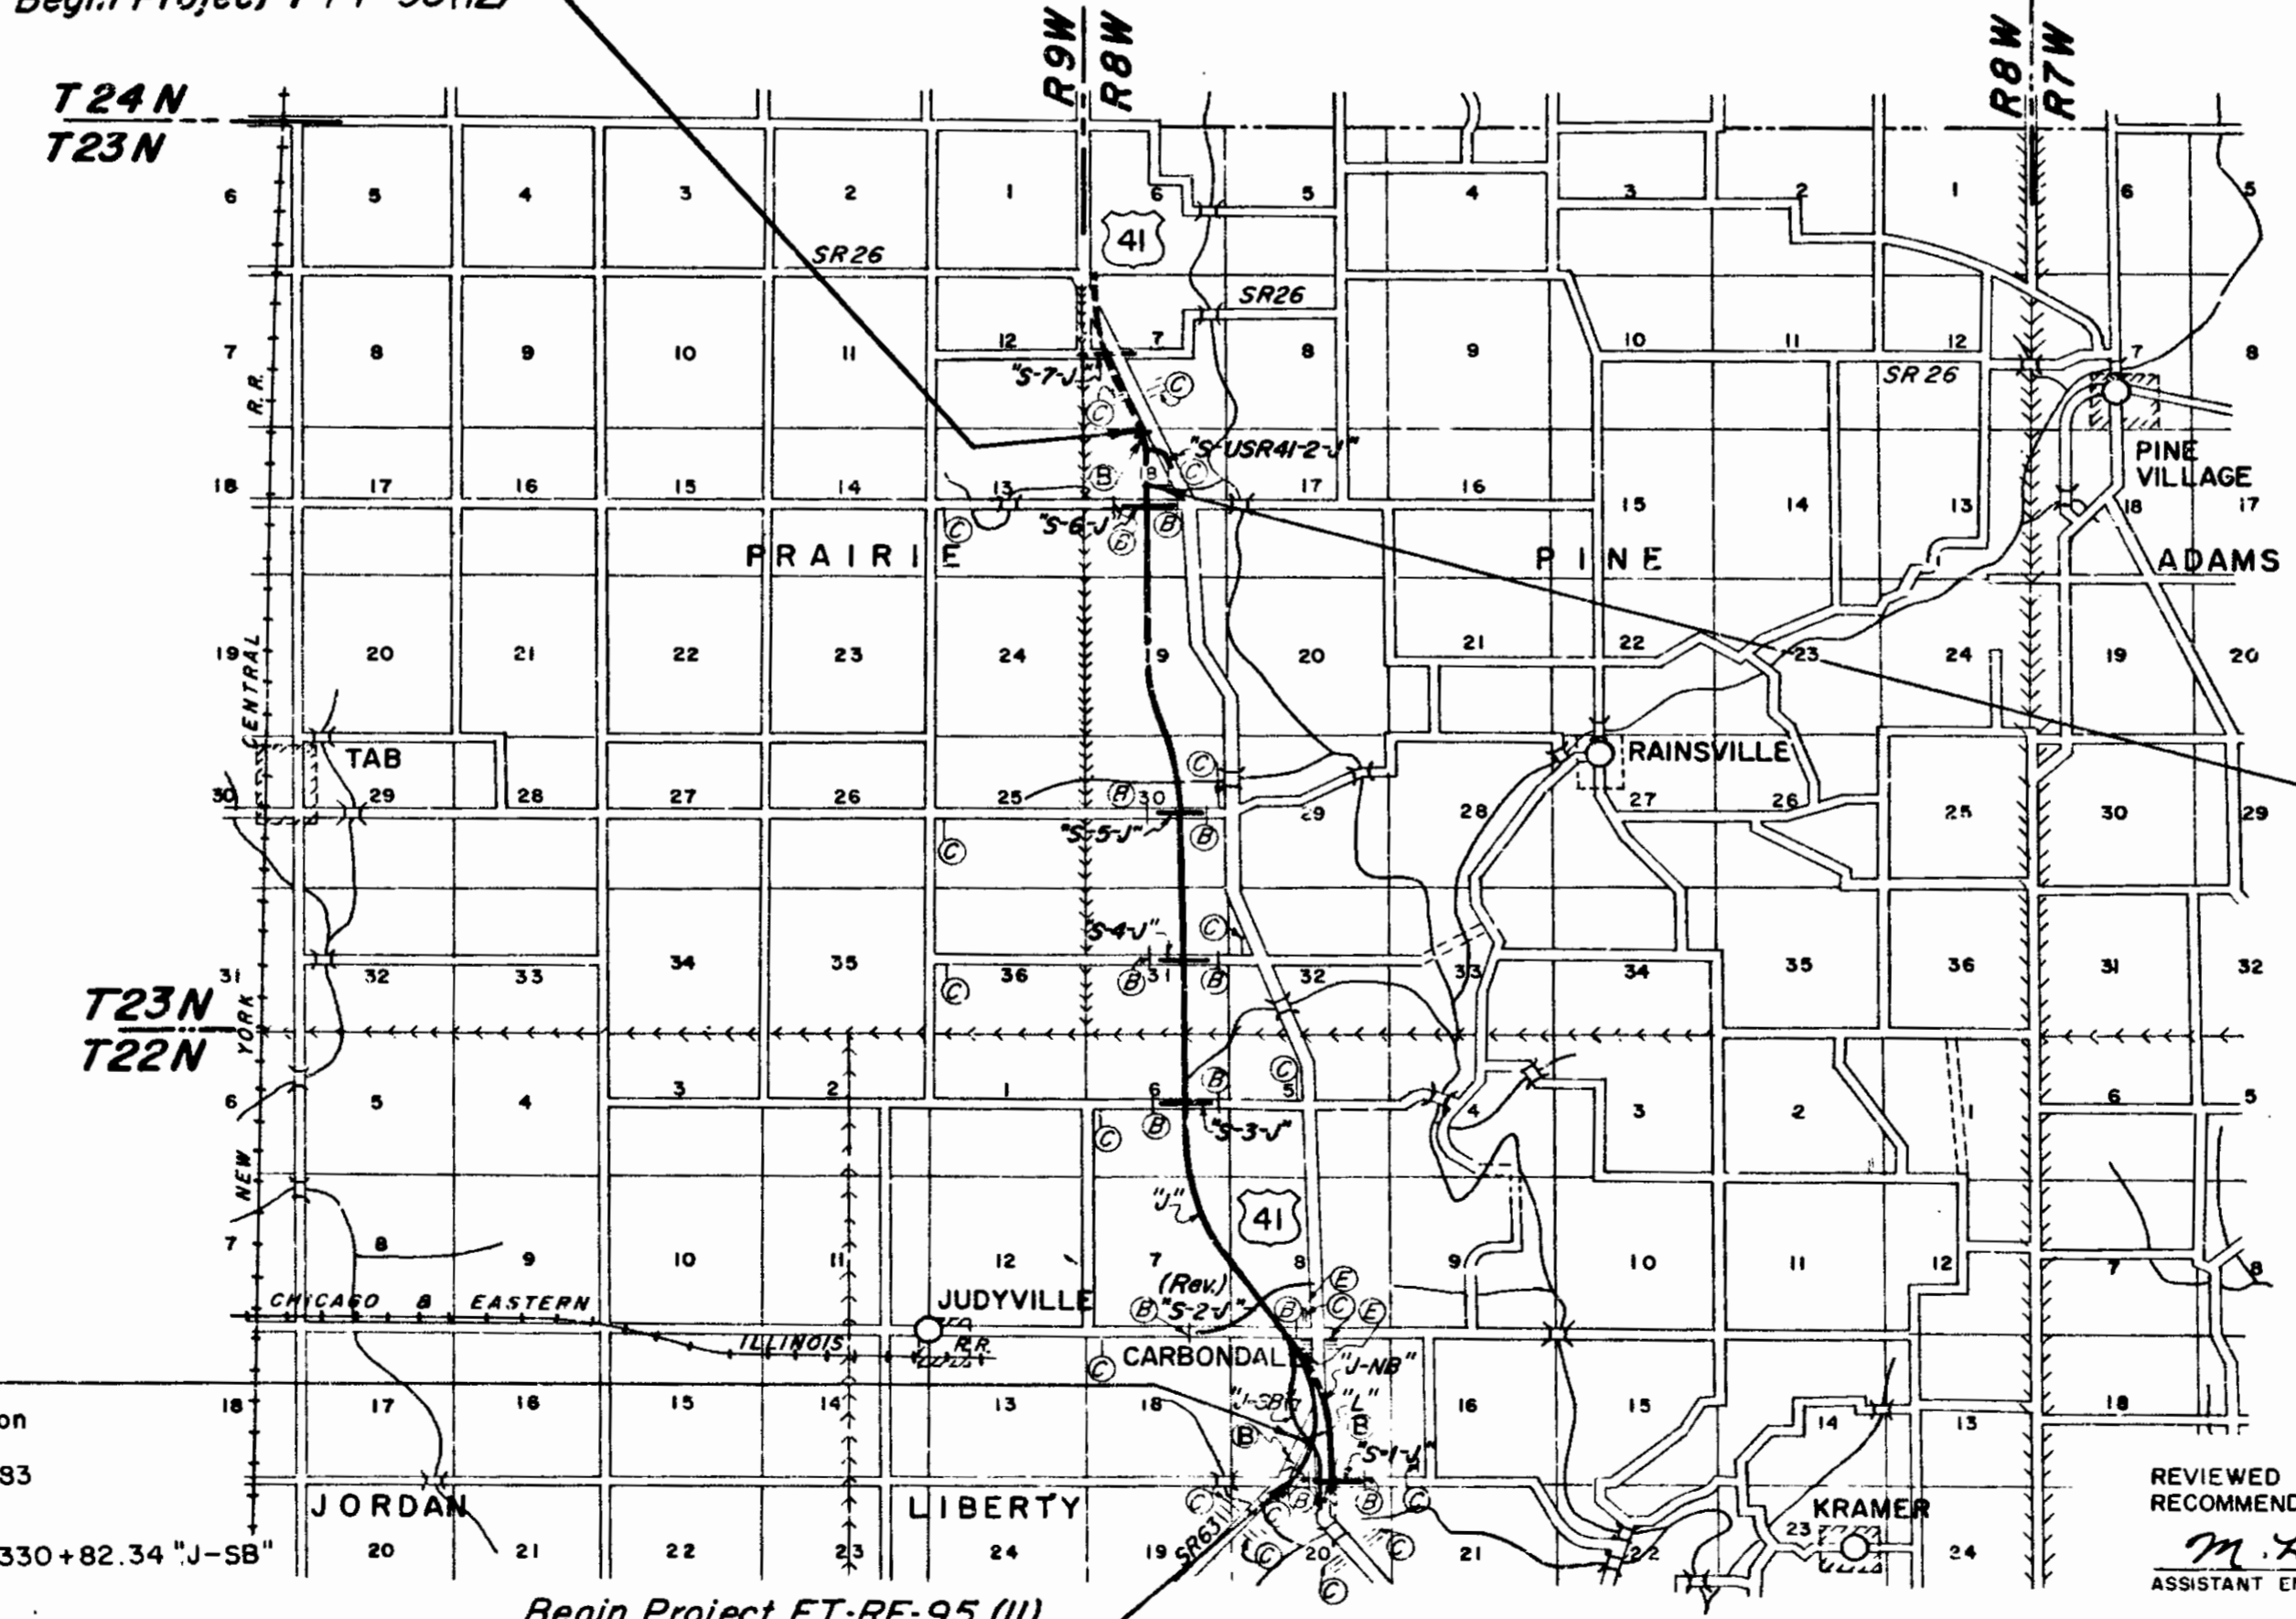 R9W
R8W
R8W
R7W
T24N
T23N
6 5 4 3 2 1 6 5 4 3 2 1 6 5
41
SR26
SR26
7 8 9 10 11 12 7 8 9 10 11 12 7 8
"S-7-J"
SR 26
C
C
"S-USR41-2-J"
PINE
VILLAGE
18 17 16 15 14 13 B 18 C 17 16 15 14 13 18 17
C
"S-6-J"
B
B
PRAIRIE
PINE
ADAMS
19 20 21 22 23 24 19 20 21 22 23 24 19 20
R.R.
CENTRAL
YORK
NEW
TAB
C
RAINSVILLE
30 29 28 27 26 25 B 30 29 28 27 26 25 30 29
"S-5-J"
B
C
"S-4-J"
C
31 32 33 34 35 36 31 32 33 34 35 36 31 32
C
B
B
T23N
T22N
B
C
6 5 4 3 2 1 6 5 4 3 2 1 6 5
C
B
"S-3-J"
"J"
41
7 8 9 10 11 12 7 8 9 10 11 12 7 8
(Rev.)
E
CHICAGO & EASTERN
ILLINOIS
R.R.
JUDYVILLE
B
"S-2-J"
B
C
E
C
CARBONDAL
"J-NB"
on
18 17 16 15 14 13 18 16 15 14 13 18
"J-SB"
"L"
B
B
83
"S-1-J"
JORDAN
LIBERTY
C
C
B
B
C
KRAMER
REVIEWED
RECOMMEND
330+82.34 "J-SB"
20 21 22 23 24 19 20 21 22 23 24
SR63
C
C
C
ASSISTANT
Begin Project